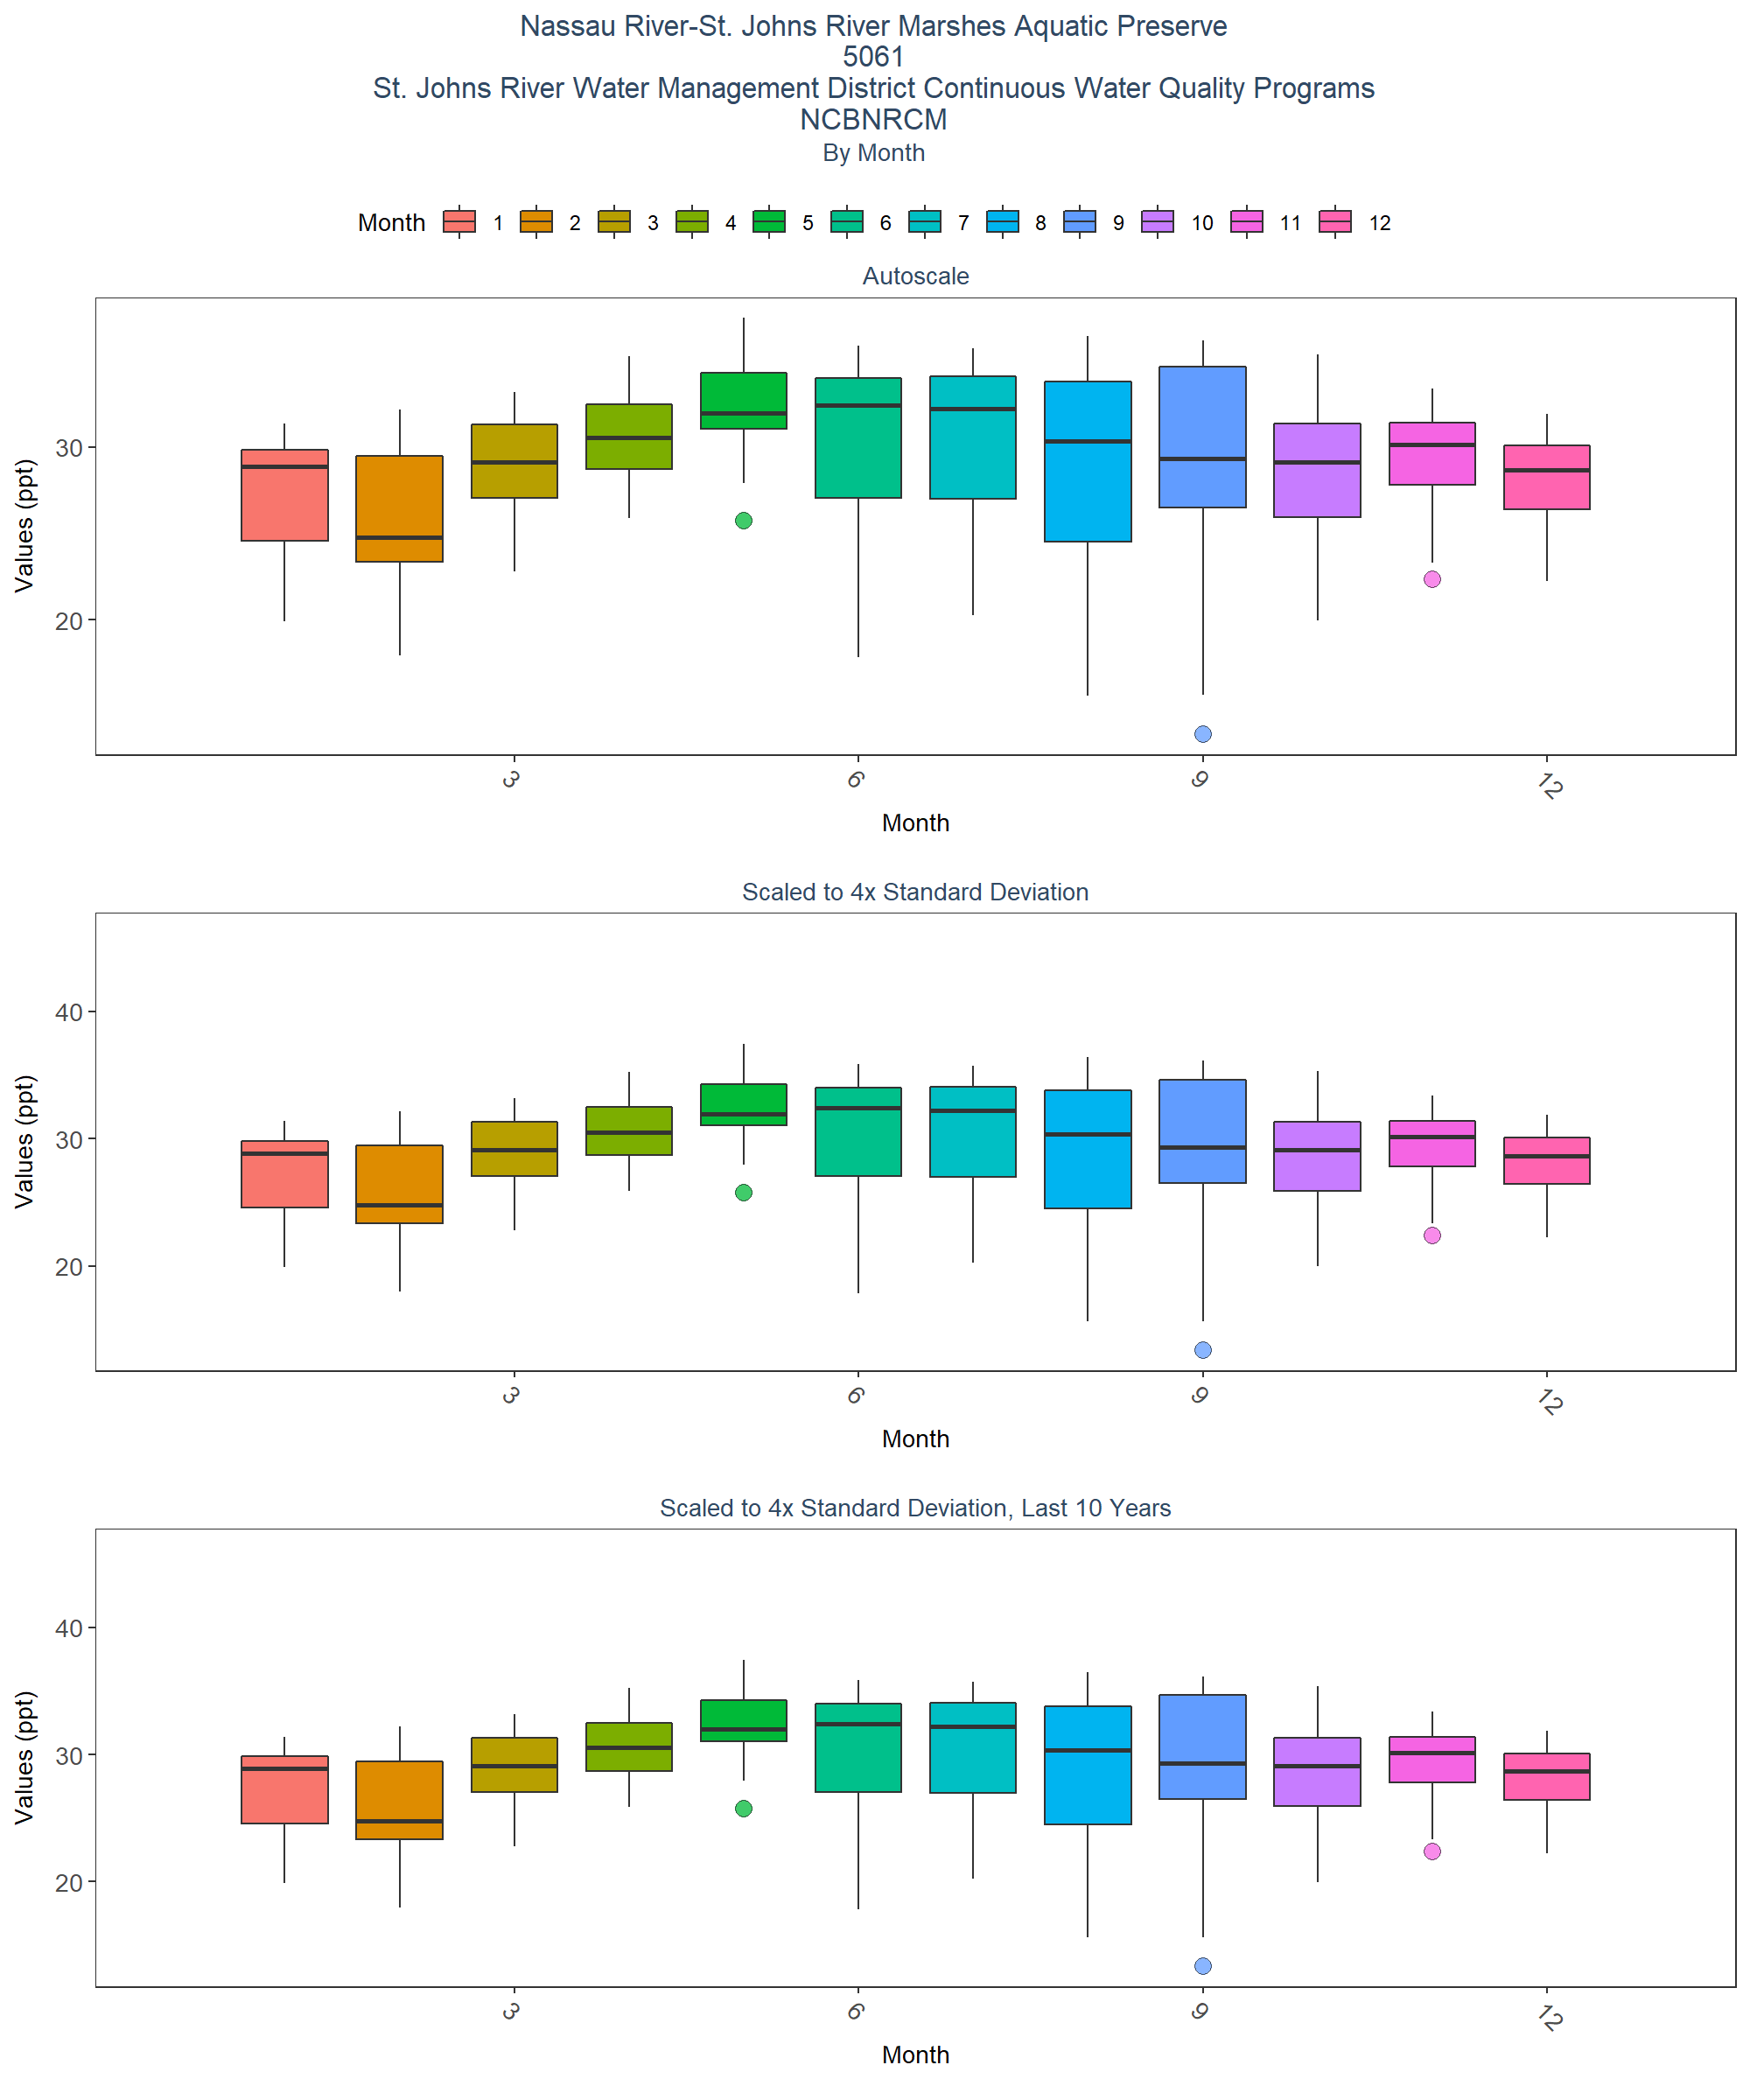 Nassau River-St. Johns River Marshes Aquatic Preserve
5061
St. Johns River Water Management District Continuous Water Quality Programs
NCBNRCM
By Month
Month 1 2 3 4 5 6 7 8 9 10 11 12
Autoscale
Values (ppt)
30
20
3 6 9 12
Month
Scaled to 4x Standard Deviation
Values (ppt)
40
30
20
3 6 9 12
Month
Scaled to 4x Standard Deviation, Last 10 Years
Values (ppt)
40
30
20
3 6 9 12
Month